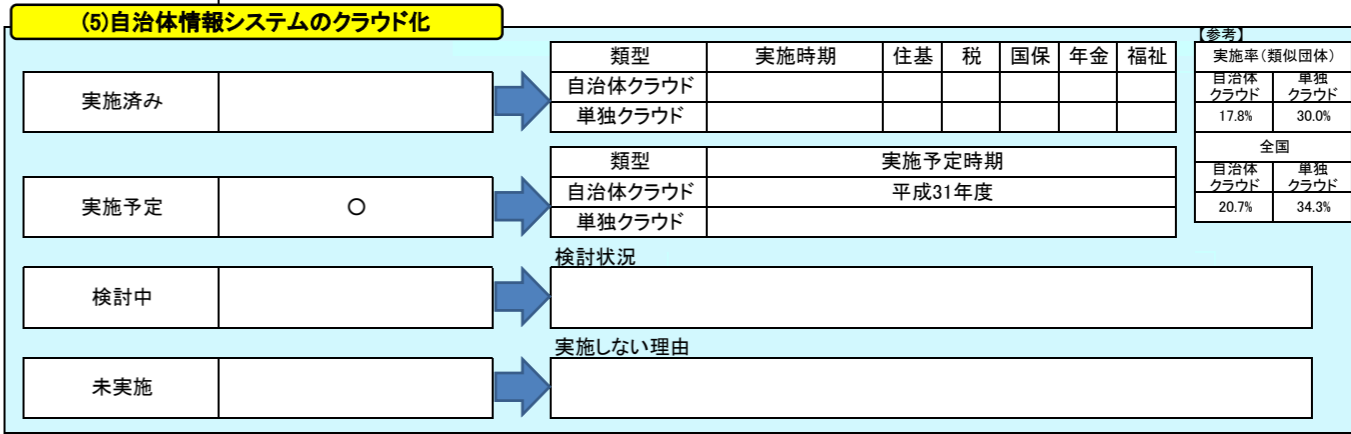 (5)自治体情報システムのクラウド化
実施済み
類型 実施時期 住基 税 国保 年金 福祉
自治体クラウド
単独クラウド
【参考】
実施率(類似団体)
自治体クラウド 単独クラウド
17.8% 30.0%
全国
自治体クラウド 単独クラウド
20.7% 34.3%
実施予定 ○
類型 実施予定時期
自治体クラウド 平成31年度
単独クラウド
検討中
検討状況
未実施
実施しない理由